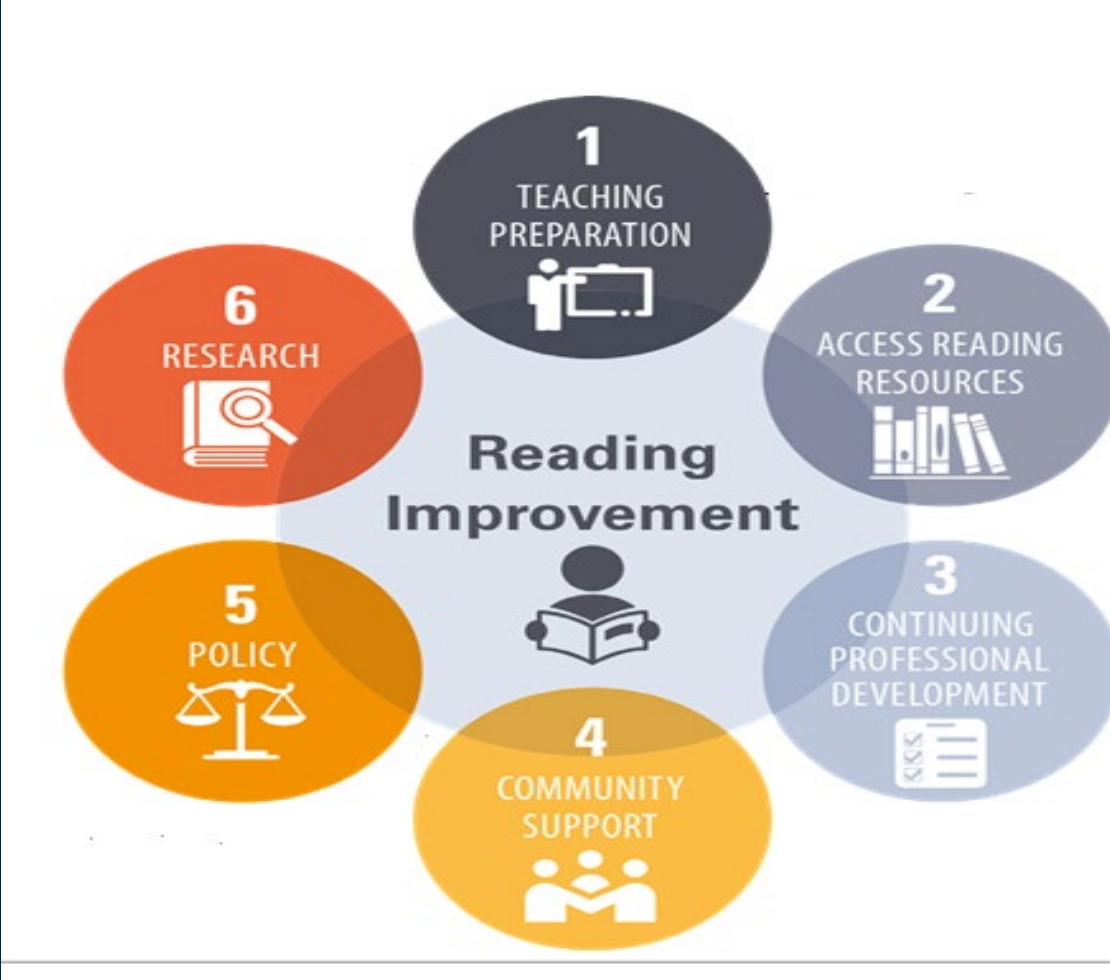 1
TEACHING
PREPARATION
2
ACCESS READING
RESOURCES
3
CONTINUING
PROFESSIONAL
DEVELOPMENT
4
COMMUNITY
SUPPORT
5
POLICY
6
RESEARCH
Reading
Improvement